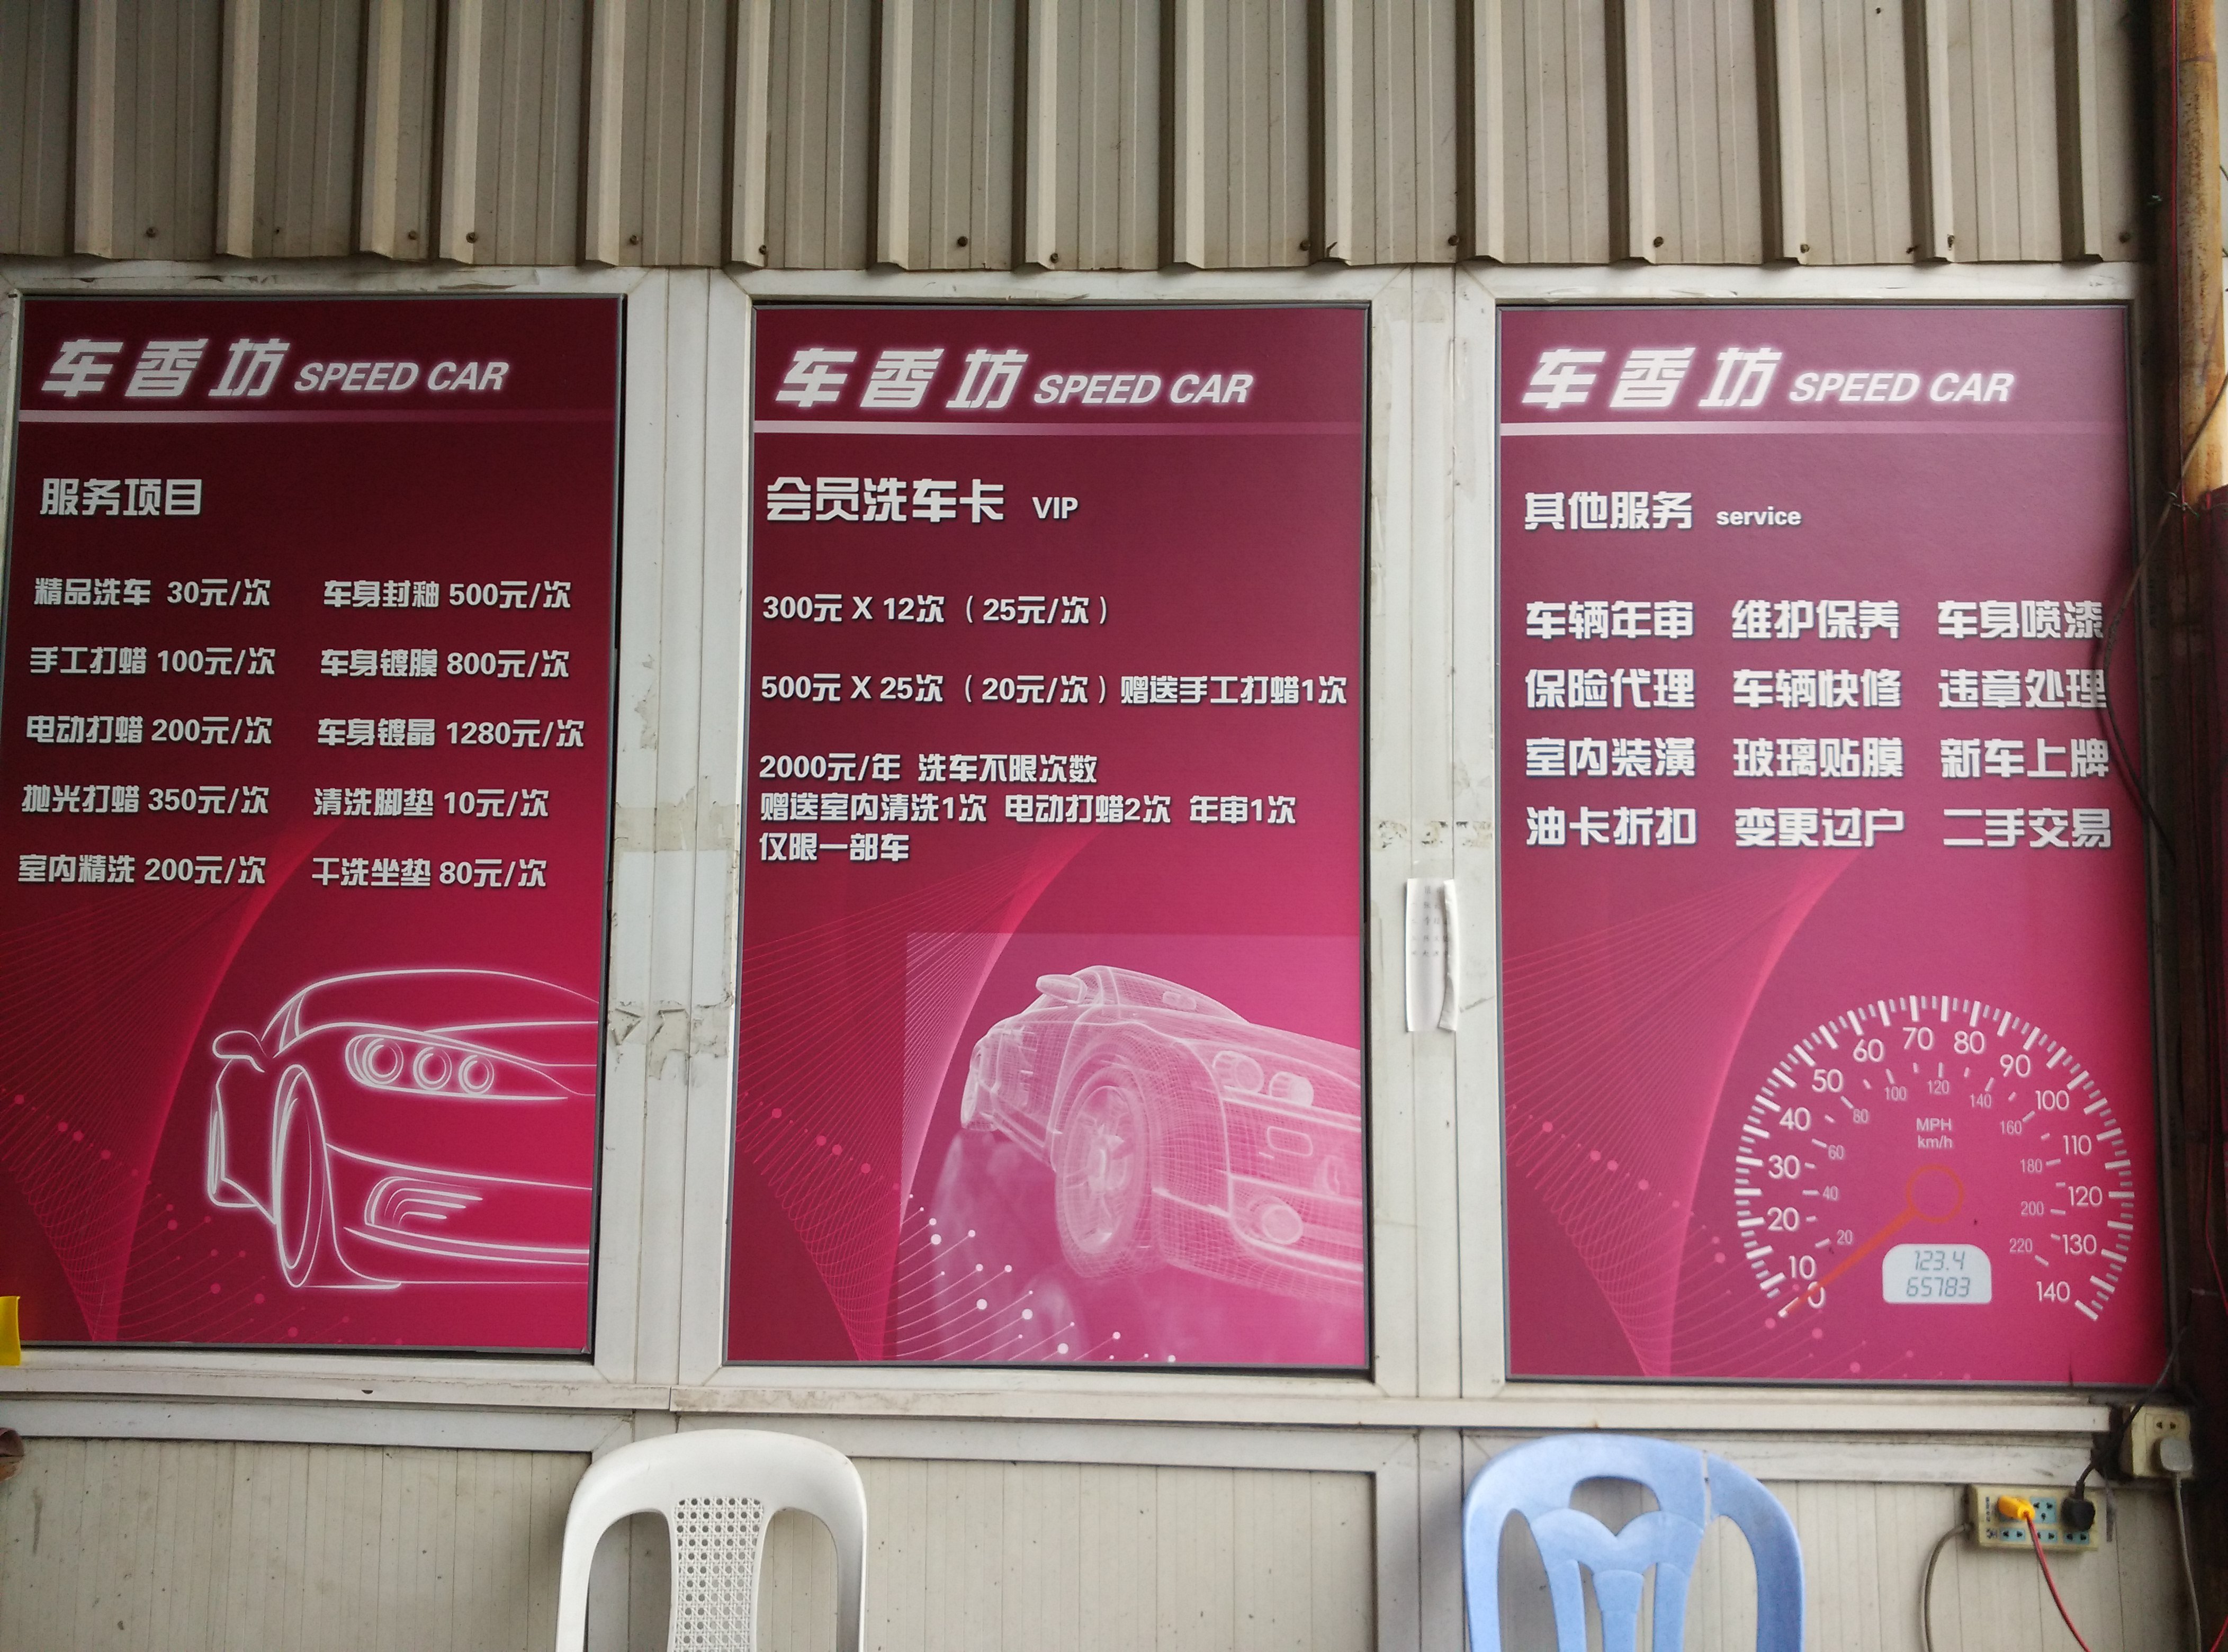 车香坊 SPEED CAR
服务项目
精品洗车 30元/次 车身封釉 500元/次
手工打蜡 100元/次 车身镀膜 800元/次
电动打蜡 200元/次 车身镀晶 1280元/次
抛光打蜡 350元/次 清洗脚垫 10元/次
室内精洗 200元/次 干洗坐垫 80元/次
车香坊 SPEED CAR
会员洗车卡 VIP
300元 X 12次 （25元/次）
500元 X 25次 （20元/次）赠送手工打蜡1次
2000元/年 洗车不限次数
赠送室内清洗1次 电动打蜡2次 年审1次
仅限一部车
车香坊 SPEED CAR
其他服务 service
车辆年审 维护保养 车身喷漆
保险代理 车辆快修 违章处理
室内装潢 玻璃贴膜 新车上牌
油卡折扣 变更过户 二手交易
0 10 20 30 40 50 60 70 80 90 100 110 120 130 140
20 40 60 80 100 120 140 160 180 200 220
MPH
km/h
123.4
65783